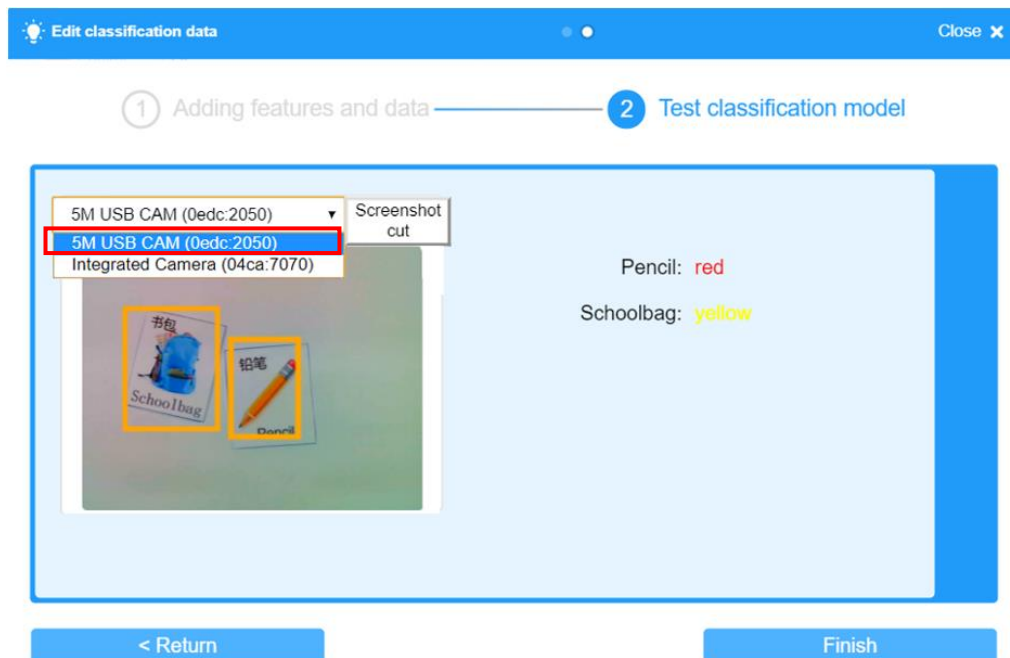 Edit classification data
Close ×
1 Adding features and data
2 Test classification model
5M USB CAM (0edc:2050) ▼
Screenshot
cut
5M USB CAM (0edc:2050)
Integrated Camera (04ca:7070)
Pencil: red
Schoolbag: yellow
书包
Schoolbag
铅笔
Pencil
< Return
Finish